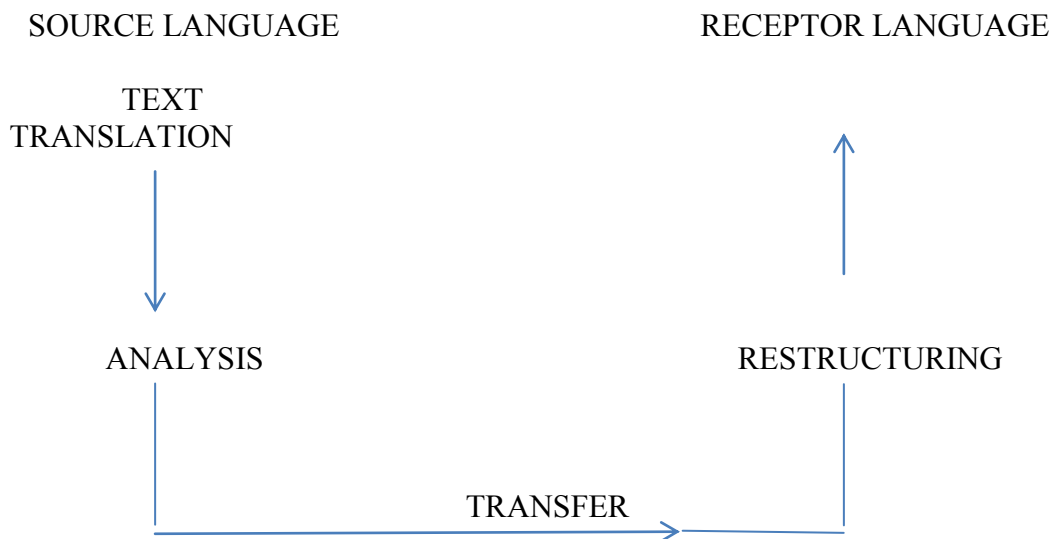 SOURCE LANGUAGE RECEPTOR LANGUAGE
TEXT
TRANSLATION
ANALYSIS RESTRUCTURING
TRANSFER